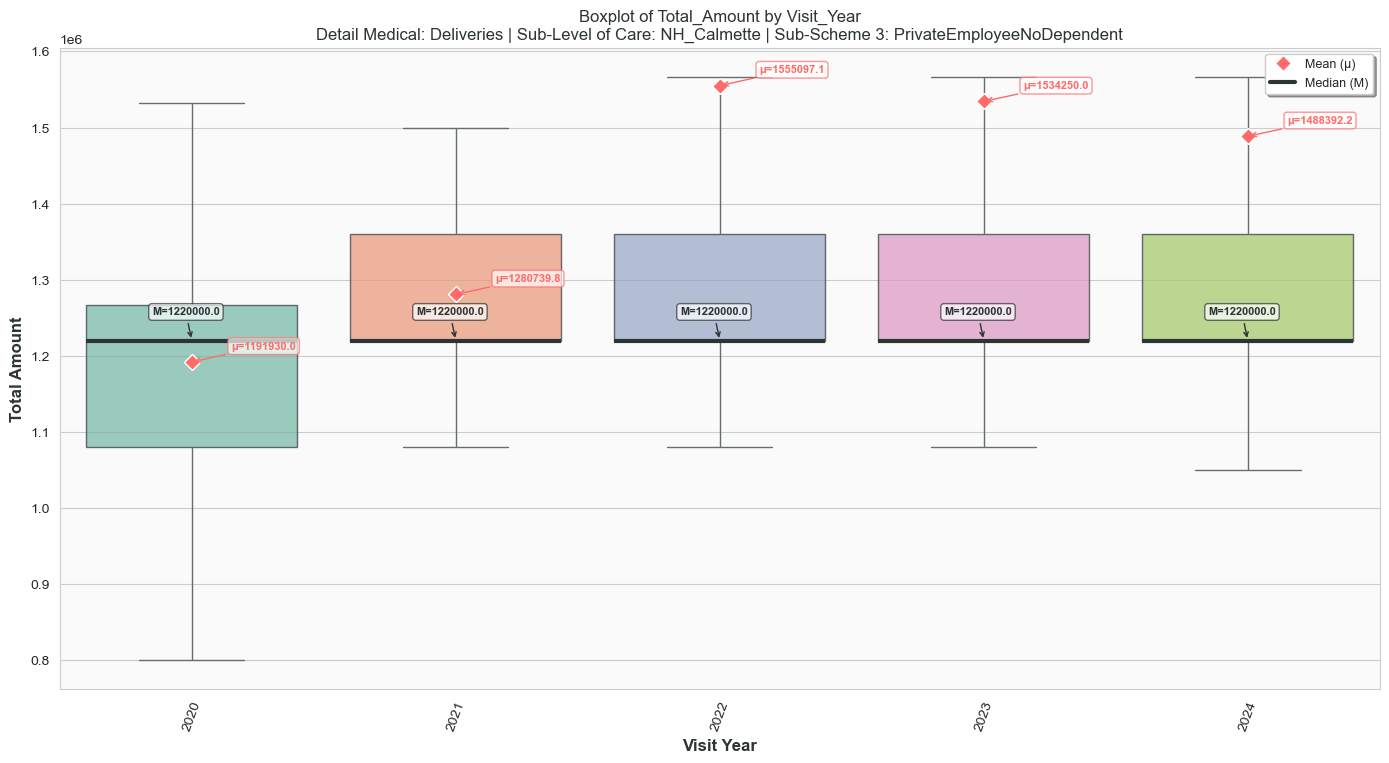 Boxplot of Total_Amount by Visit_Year
Detail Medical: Deliveries | Sub-Level of Care: NH_Calmette | Sub-Scheme 3: PrivateEmployeeNoDependent
1e6
Mean (μ)
Median (M)
1.6
1.5
1.4
1.3
1.2
1.1
1.0
0.9
0.8
Total Amount
μ=1191930.0
μ=1280739.8
μ=1555097.1
μ=1534250.0
μ=1488392.2
M=1220000.0
M=1220000.0
M=1220000.0
M=1220000.0
M=1220000.0
2020
2021
2022
2023
2024
Visit Year